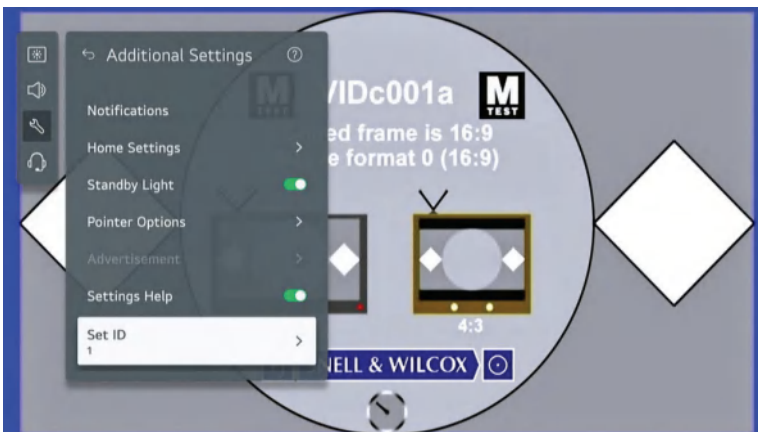 Additional Settings
Notifications
Home Settings
Standby Light
Pointer Options
Advertisement
Settings Help
Set ID
1
VIDc001a
M
TEST
M
TEST
ed frame is 16:9
e format 0 (16:9)
4:3
NELL & WILCOX